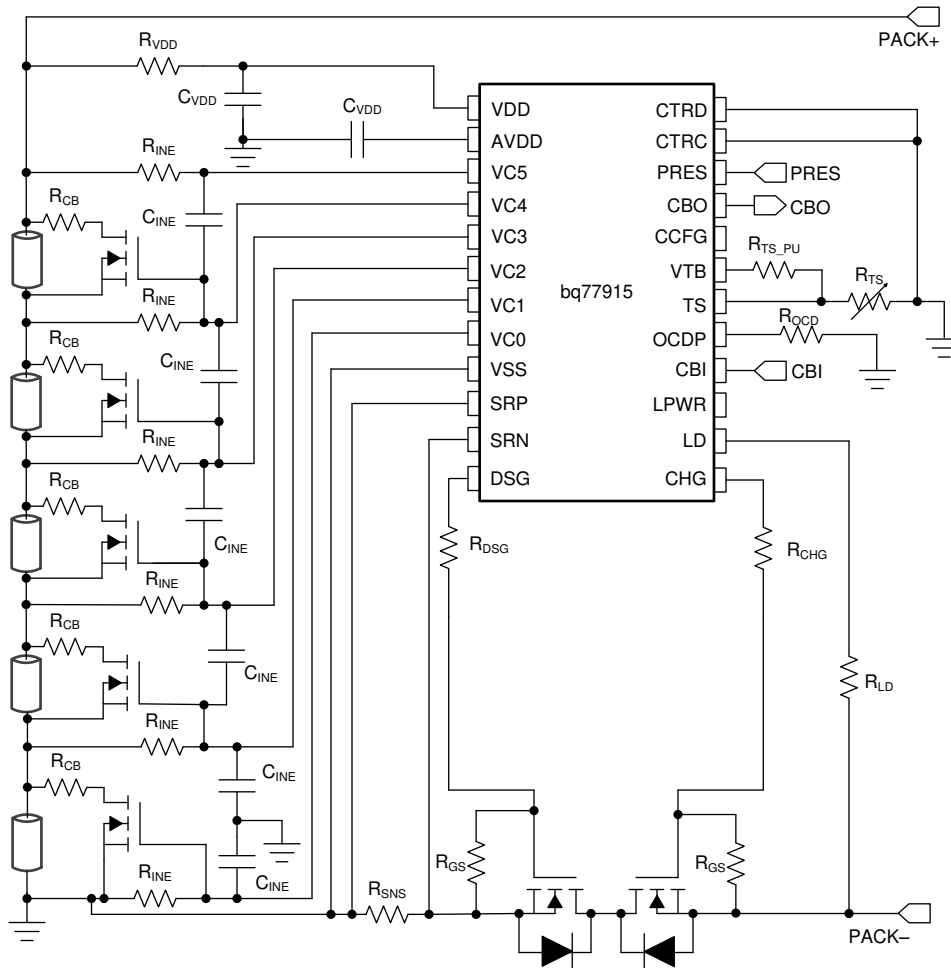 PACK+
RVDD
CVDD
CVDD
RINE
RCB
CINE
RINE
RCB
CINE
RINE
RCB
CINE
RINE
RCB
CINE
RINE
RCB
CINE
CINE
RINE
VDD
AVDD
VC5
VC4
VC3
VC2
VC1
VC0
VSS
SRP
SRN
DSG
bq77915
CTRD
CTRC
PRES
CBO
CCFG
VTB
TS
OCDP
CBI
LPWR
LD
CHG
PRES
CBO
RTS_PU
RTS
ROCD
CBI
RDSG
RCHG
RLD
RGS
RGS
RSNS
PACK–